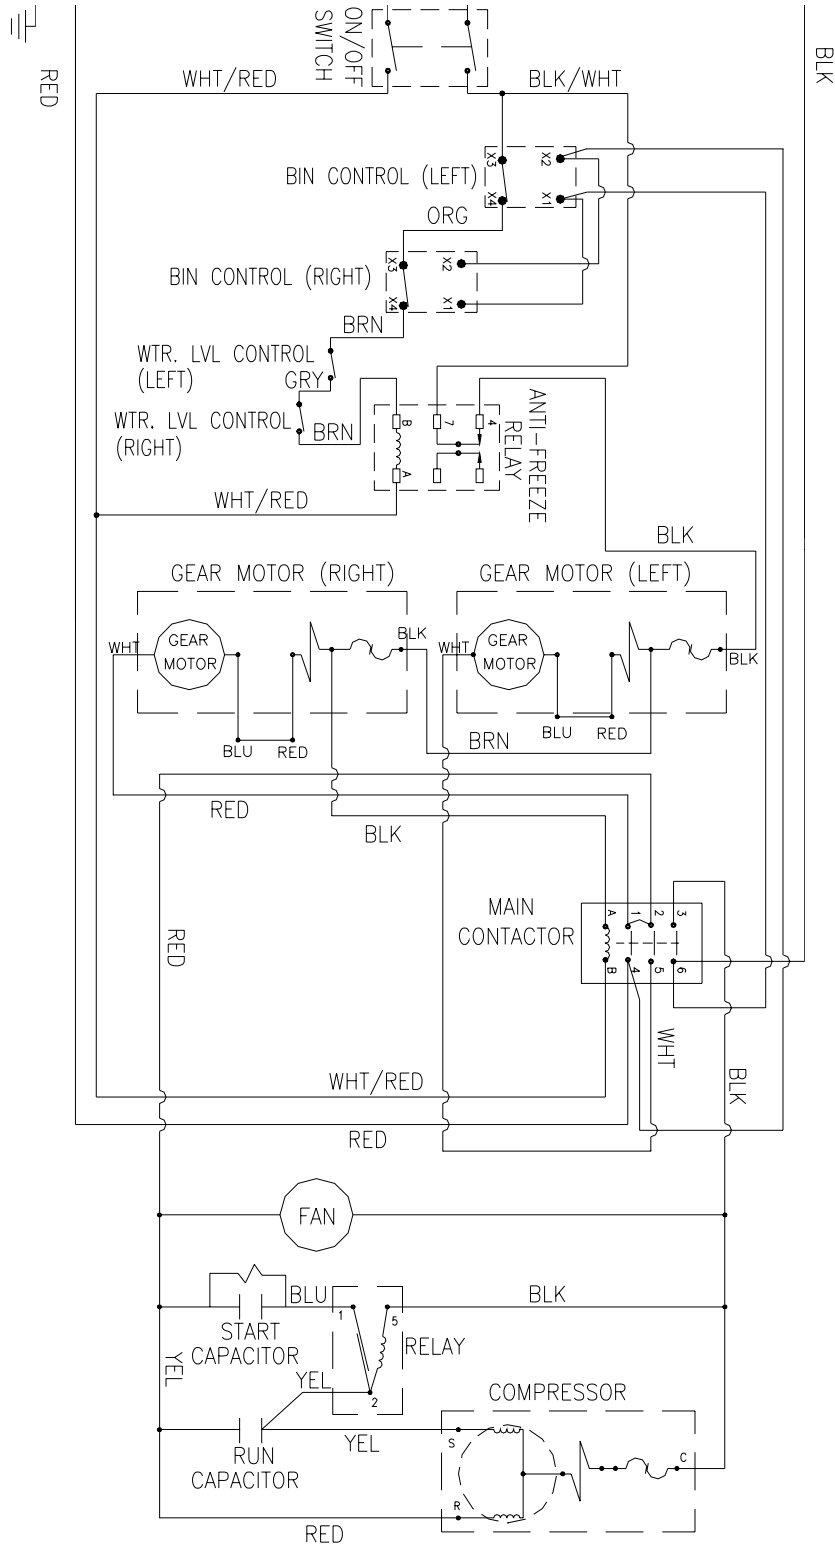 ON/OFF
SWITCH
RED
BLK
WHT/RED
BLK/WHT
X3
X2
BIN CONTROL (LEFT)
X4
X1
ORG
X3
X2
BIN CONTROL (RIGHT)
X4
X1
BRN
WTR. LVL CONTROL
(LEFT)
GRY
WTR. LVL CONTROL
(RIGHT)
BRN
B
7
4
A
ANTI-FREEZE
RELAY
WHT/RED
BLK
GEAR MOTOR (RIGHT)
GEAR MOTOR (LEFT)
WHT
GEAR
MOTOR
BLK
WHT
GEAR
MOTOR
BLK
BLU
RED
BLU
RED
BRN
RED
BLK
RED
MAIN
CONTACTOR
A
1
2
3
B
4
5
6
WHT
BLK
WHT/RED
RED
FAN
BLU
BLK
1
5
START
CAPACITOR
RELAY
YEL
YEL
2
COMPRESSOR
YEL
S
C
RUN
CAPACITOR
R
RED